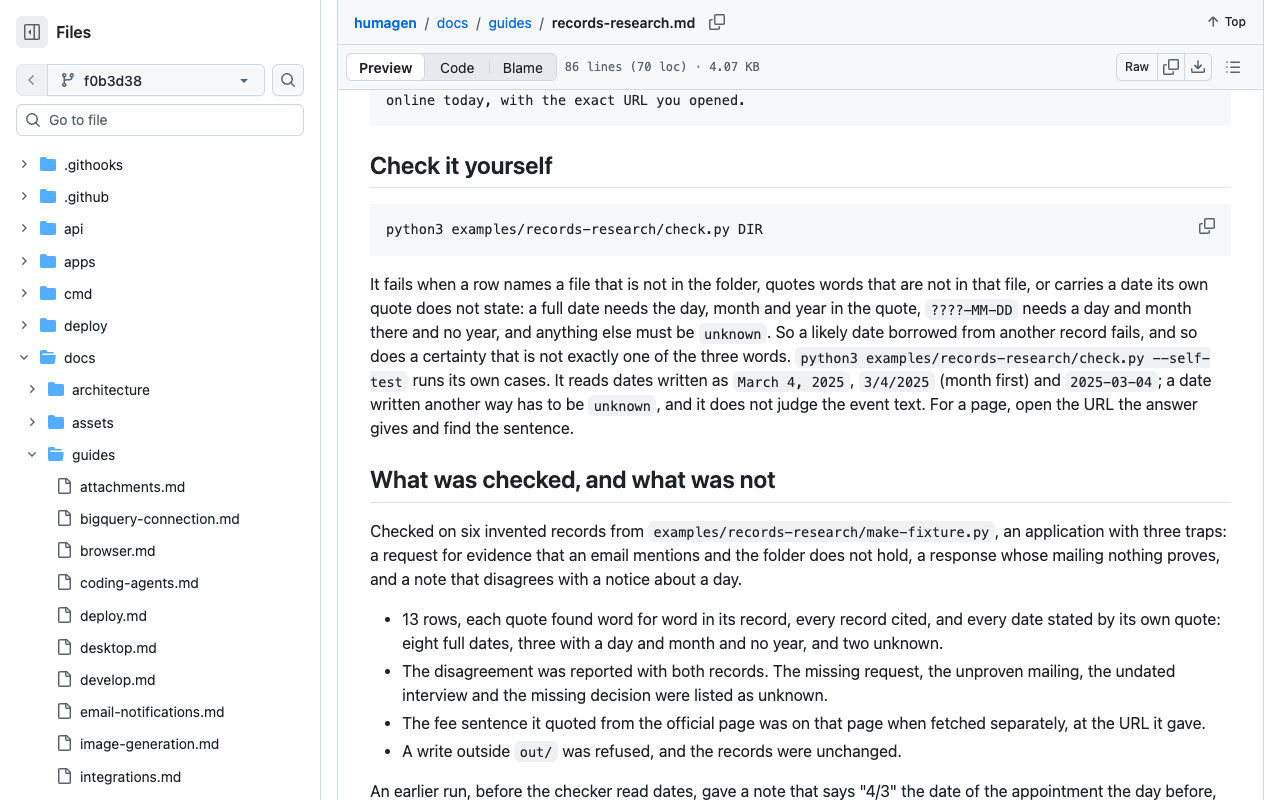 Files
f0b3d38
Go to file
.githooks
.github
api
apps
cmd
deploy
docs
architecture
assets
guides
attachments.md
bigquery-connection.md
browser.md
coding-agents.md
deploy.md
desktop.md
develop.md
email-notifications.md
image-generation.md
integrations.md
humagen / docs / guides / records-research.md
Top
Preview Code Blame 86 lines (70 loc) · 4.07 KB
Raw
online today, with the exact URL you opened.
Check it yourself
python3 examples/records-research/check.py DIR
It fails when a row names a file that is not in the folder, quotes words that are not in that file, or carries a date its own
quote does not state: a full date needs the day, month and year in the quote, ????-MM-DD needs a day and month
there and no year, and anything else must be unknown. So a likely date borrowed from another record fails, and so
does a certainty that is not exactly one of the three words. python3 examples/records-research/check.py --self-
test runs its own cases. It reads dates written as March 4, 2025, 3/4/2025 (month first) and 2025-03-04; a date
written another way has to be unknown, and it does not judge the event text. For a page, open the URL the answer
gives and find the sentence.
What was checked, and what was not
Checked on six invented records from examples/records-research/make-fixture.py, an application with three traps:
a request for evidence that an email mentions and the folder does not hold, a response whose mailing nothing proves,
and a note that disagrees with a notice about a day.
• 13 rows, each quote found word for word in its record, every record cited, and every date stated by its own quote:
eight full dates, three with a day and month and no year, and two unknown.
• The disagreement was reported with both records. The missing request, the unproven mailing, the undated
interview and the missing decision were listed as unknown.
• The fee sentence it quoted from the official page was on that page when fetched separately, at the URL it gave.
• A write outside out/ was refused, and the records were unchanged.
An earlier run, before the checker read dates, gave a note that says "4/3" the date of the appointment the day before,